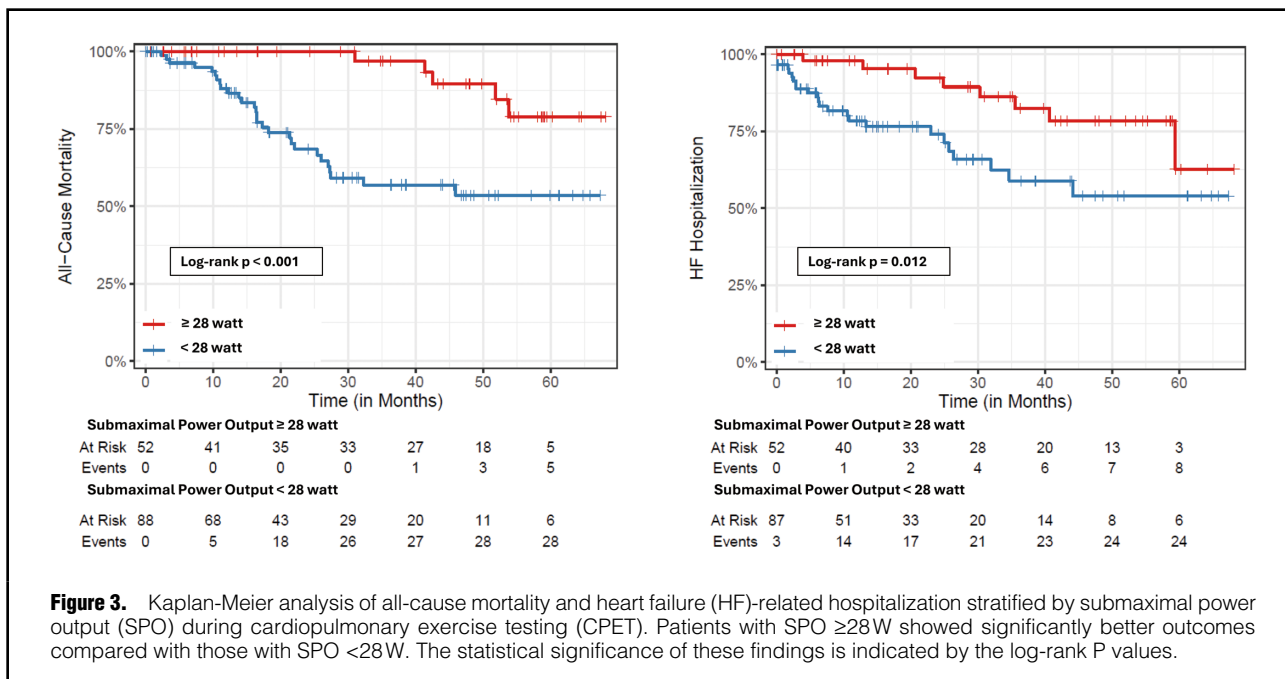 100%
75%
50%
25%
0%
All-Cause Mortality
Log-rank p < 0.001
≥ 28 watt
< 28 watt
0 10 20 30 40 50 60
Time (in Months)
Submaximal Power Output ≥ 28 watt
At Risk 52 41 35 33 27 18 5
Events 0 0 0 0 1 3 5
Submaximal Power Output < 28 watt
At Risk 88 68 43 29 20 11 6
Events 0 5 18 26 27 28 28
100%
75%
50%
25%
0%
HF Hospitalization
Log-rank p = 0.012
≥ 28 watt
< 28 watt
0 10 20 30 40 50 60
Time (in Months)
Submaximal Power Output ≥ 28 watt
At Risk 52 40 33 28 20 13 3
Events 0 1 2 4 6 7 8
Submaximal Power Output < 28 watt
At Risk 87 51 33 20 14 8 6
Events 3 14 17 21 23 24 24
Figure 3. Kaplan-Meier analysis of all-cause mortality and heart failure (HF)-related hospitalization stratified by submaximal power
output (SPO) during cardiopulmonary exercise testing (CPET). Patients with SPO ≥28W showed significantly better outcomes
compared with those with SPO <28W. The statistical significance of these findings is indicated by the log-rank P values.